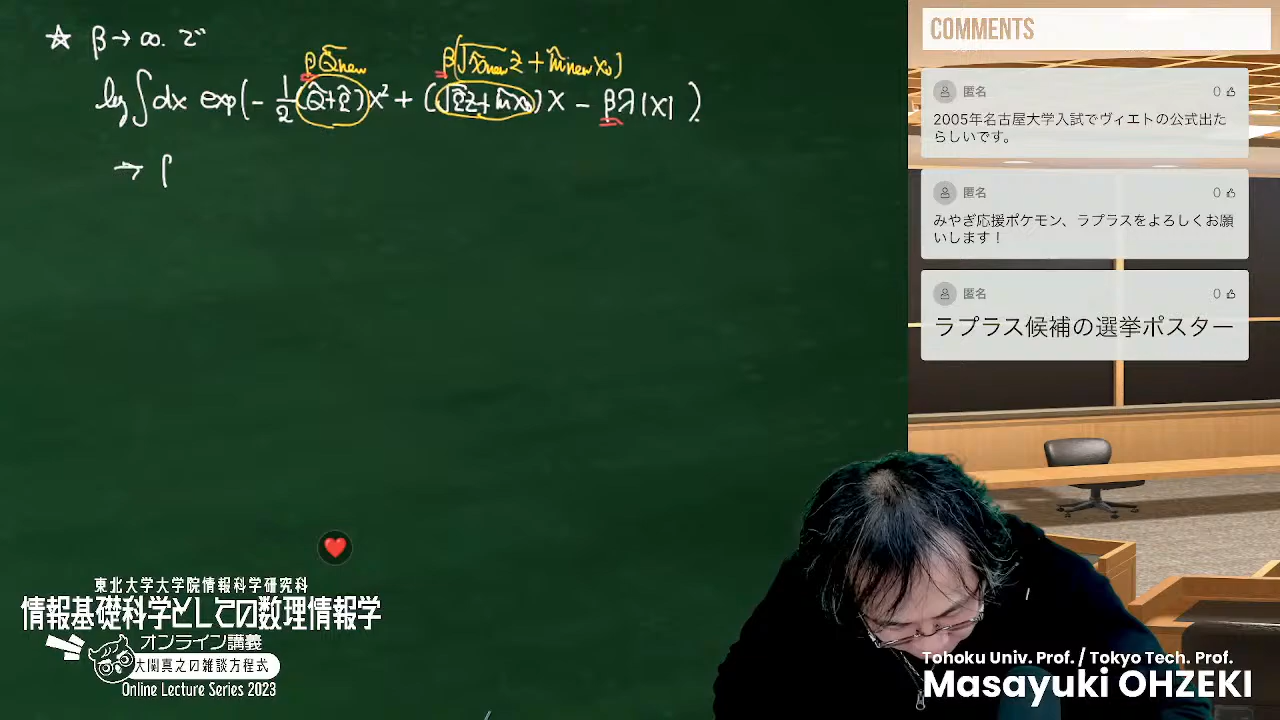 ☆ β→∞. で
β Q̂new β(√χ̂new z + m̂new x₀)
log ∫ dx exp(- 1/2 (Q̂+q̂) x² + (√q̂ z + m̂ x₀) x - βλ|x| )
→
COMMENTS
匿名 0
2005年名古屋大学入試でヴィエトの公式出た
らしいです。
匿名 0
みやぎ応援ポケモン、ラプラスをよろしくお願
いします！
匿名 0
ラプラス候補の選挙ポスター
東北大学大学院情報科学研究科
情報基礎科学としての数理情報学
オンライン講義
大関真之の雑談方程式
Online Lecture Series 2023
Tohoku Univ. Prof. / Tokyo Tech. Prof.
Masayuki OHZEKI